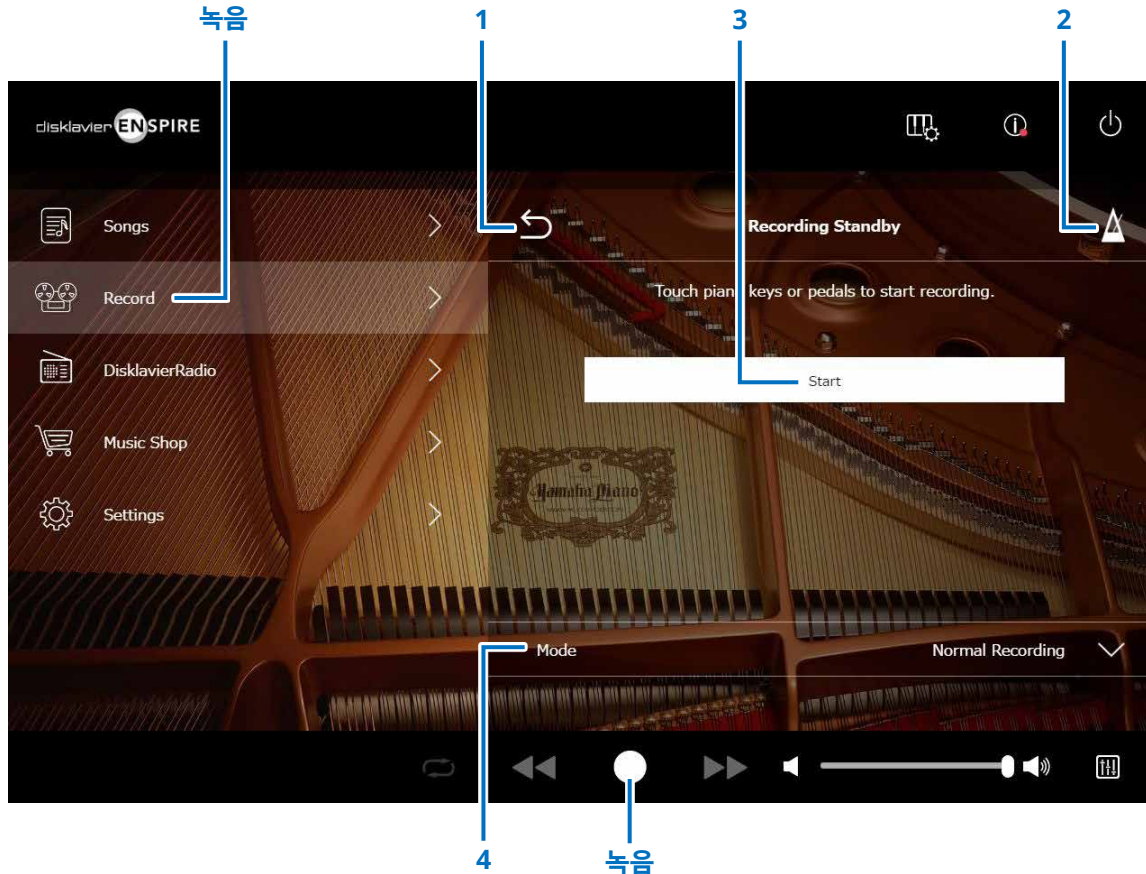 녹음 1 3 2
disklavier ENSPIRE
Songs
Recording Standby
Record
Touch piano keys or pedals to start recording.
DisklavierRadio
Start
Music Shop
Yamaha Piano
Settings
Mode Normal Recording
4 녹음